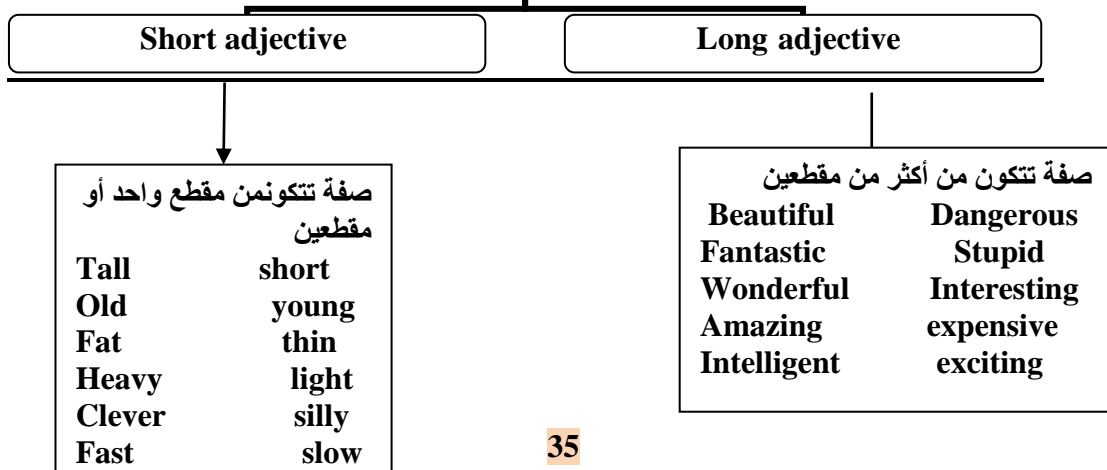 Short adjective
Long adjective
صفة تتكونمن مقطع واحد أو
مقطعين
Tall short
Old young
Fat thin
Heavy light
Clever silly
Fast slow
صفة تتكون من أكثر من مقطعين
Beautiful Dangerous
Fantastic Stupid
Wonderful Interesting
Amazing expensive
Intelligent exciting
35